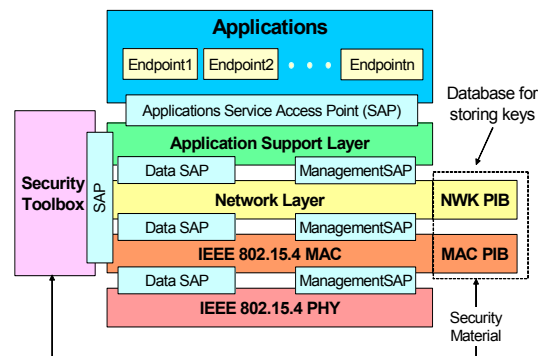 Applications
Endpoint1 Endpoint2 Endpointn
Applications Service Access Point (SAP)
Database for
storing keys
Application Support Layer
Security
Toolbox
SAP
Data SAP ManagementSAP
Network Layer NWK PIB
Data SAP ManagementSAP
IEEE 802.15.4 MAC MAC PIB
Data SAP ManagementSAP
IEEE 802.15.4 PHY
Security
Material